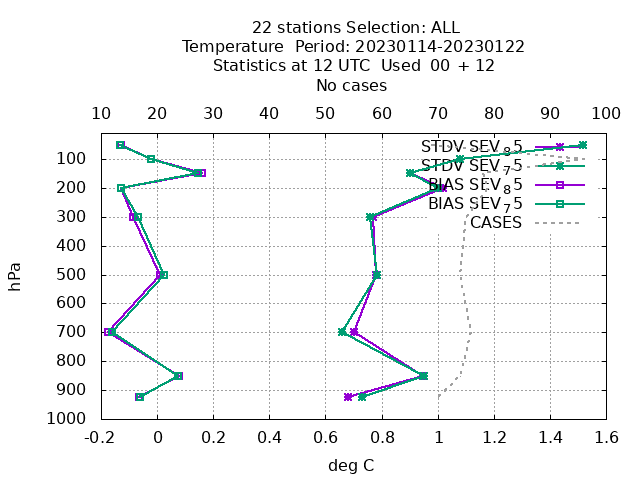 22 stations Selection: ALL
Temperature  Period: 20230114-20230122
Statistics at 12 UTC  Used  00 + 12
No cases
10 20 30 40 50 60 70 80 90 100
STDV SEV_8 5
100
STDV SEV_7 5
200
BIAS SEV_8 5
BIAS SEV_7 5
300
CASES
400
hPa
500
600
700
800
900
1000
-0.2 0 0.2 0.4 0.6 0.8 1 1.2 1.4 1.6
deg C